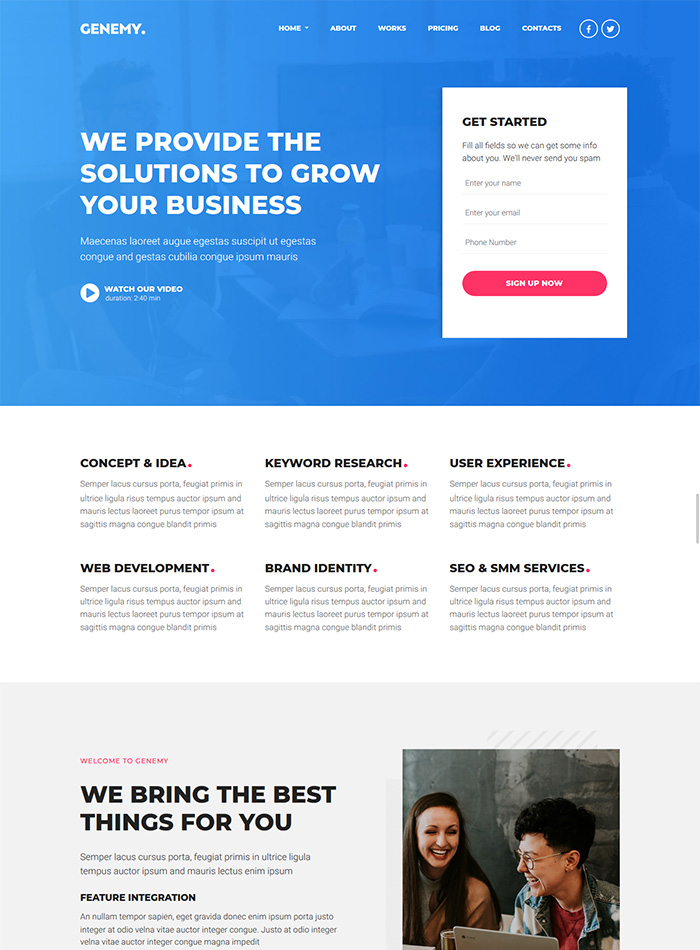 GENEMY.
HOME ABOUT WORKS PRICING BLOG CONTACTS
WE PROVIDE THE
SOLUTIONS TO GROW
YOUR BUSINESS
Maecenas laoreet augue egestas suscipit ut egestas
congue and gestas cubilia congue ipsum mauris
WATCH OUR VIDEO
duration: 2:40 min
GET STARTED
Fill all fields so we can get some info
about you. We'll never send you spam
Enter your name
Enter your email
Phone Number
SIGN UP NOW
CONCEPT & IDEA.
Semper lacus cursus porta, feugiat primis in
ultrice ligula risus tempus auctor ipsum and
mauris lectus laoreet purus tempor ipsum at
sagittis magna congue blandit primis
KEYWORD RESEARCH.
Semper lacus cursus porta, feugiat primis in
ultrice ligula risus tempus auctor ipsum and
mauris lectus laoreet purus tempor ipsum at
sagittis magna congue blandit primis
USER EXPERIENCE.
Semper lacus cursus porta, feugiat primis in
ultrice ligula risus tempus auctor ipsum and
mauris lectus laoreet purus tempor ipsum at
sagittis magna congue blandit primis
WEB DEVELOPMENT.
Semper lacus cursus porta, feugiat primis in
ultrice ligula risus tempus auctor ipsum and
mauris lectus laoreet purus tempor ipsum at
sagittis magna congue blandit primis
BRAND IDENTITY.
Semper lacus cursus porta, feugiat primis in
ultrice ligula risus tempus auctor ipsum and
mauris lectus laoreet purus tempor ipsum at
sagittis magna congue blandit primis
SEO & SMM SERVICES.
Semper lacus cursus porta, feugiat primis in
ultrice ligula risus tempus auctor ipsum and
mauris lectus laoreet purus tempor ipsum at
sagittis magna congue blandit primis
WELCOME TO GENEMY
WE BRING THE BEST
THINGS FOR YOU
Semper lacus cursus porta, feugiat primis in ultrice ligula
tempus auctor ipsum and mauris lectus enim ipsum
FEATURE INTEGRATION
An nullam tempor sapien, eget gravida donec enim ipsum porta justo
integer at odio velna vitae auctor integer congue. Justo at odio integer
velna vitae auctor integer congue magna impedit